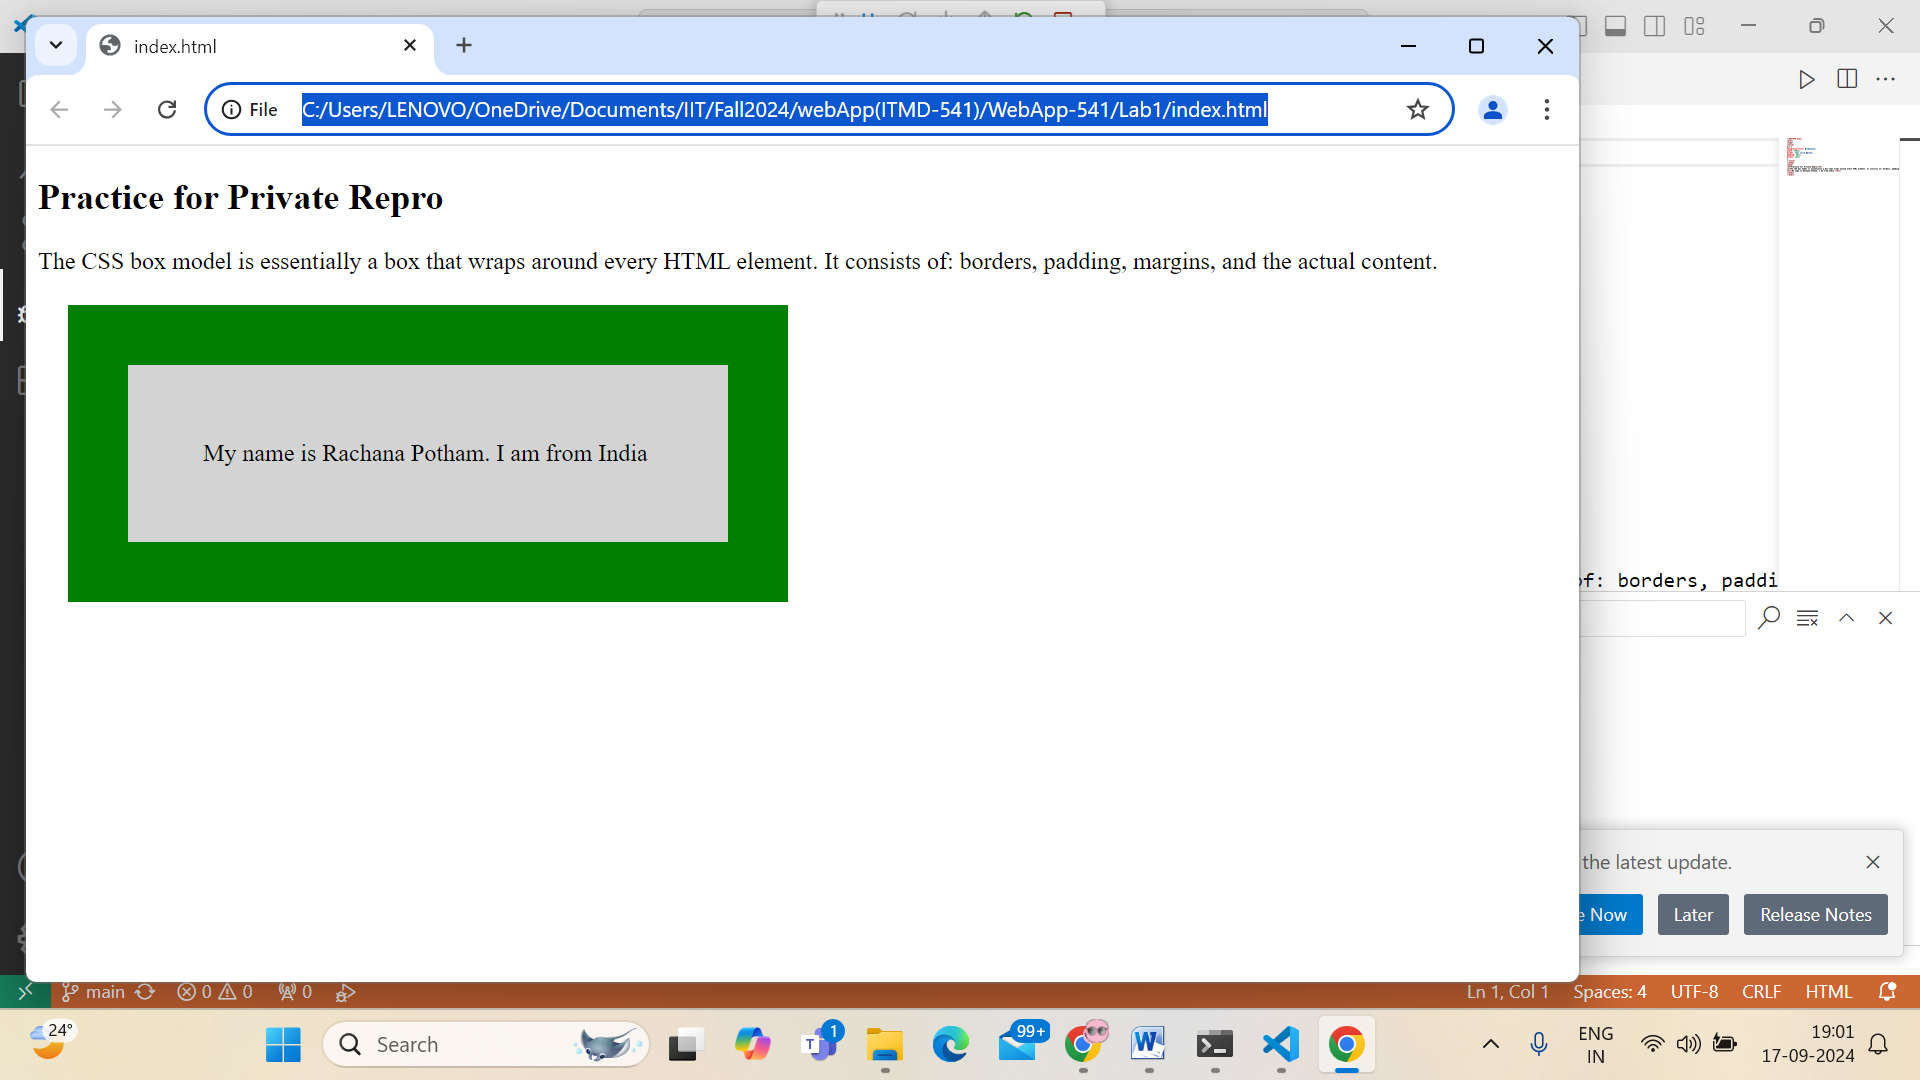 index.html
File C:/Users/LENOVO/OneDrive/Documents/IIT/Fall2024/webApp(ITMD-541)/WebApp-541/Lab1/index.html
Practice for Private Repro
The CSS box model is essentially a box that wraps around every HTML element. It consists of: borders, padding, margins, and the actual content.
My name is Rachana Potham. I am from India
of: borders, paddi
the latest update.
Now Later Release Notes
main 0 0 0 Ln 1, Col 1 Spaces: 4 UTF-8 CRLF HTML
24° Search 1 99+ ENG 19:01
IN 17-09-2024